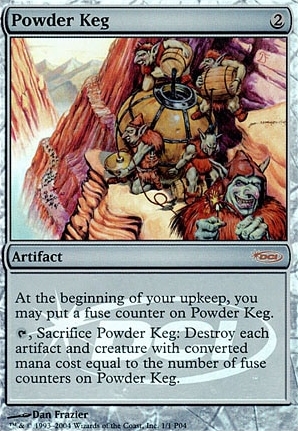 Powder Keg 2
DCI
Artifact
At the beginning of your upkeep, you
may put a fuse counter on Powder Keg.
, Sacrifice Powder Keg: Destroy each
artifact and creature with converted
mana cost equal to the number of fuse
counters on Powder Keg.
Dan Frazier
™ & © 1993–2004 Wizards of the Coast, Inc. 1/1 P04